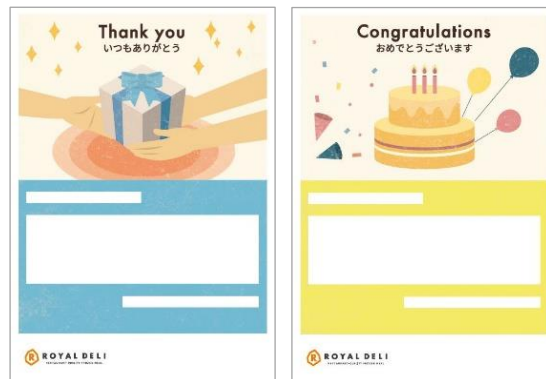 Thank you
いつもありがとう
ROYAL DELI
Congratulations
おめでとうございます
ROYAL DELI